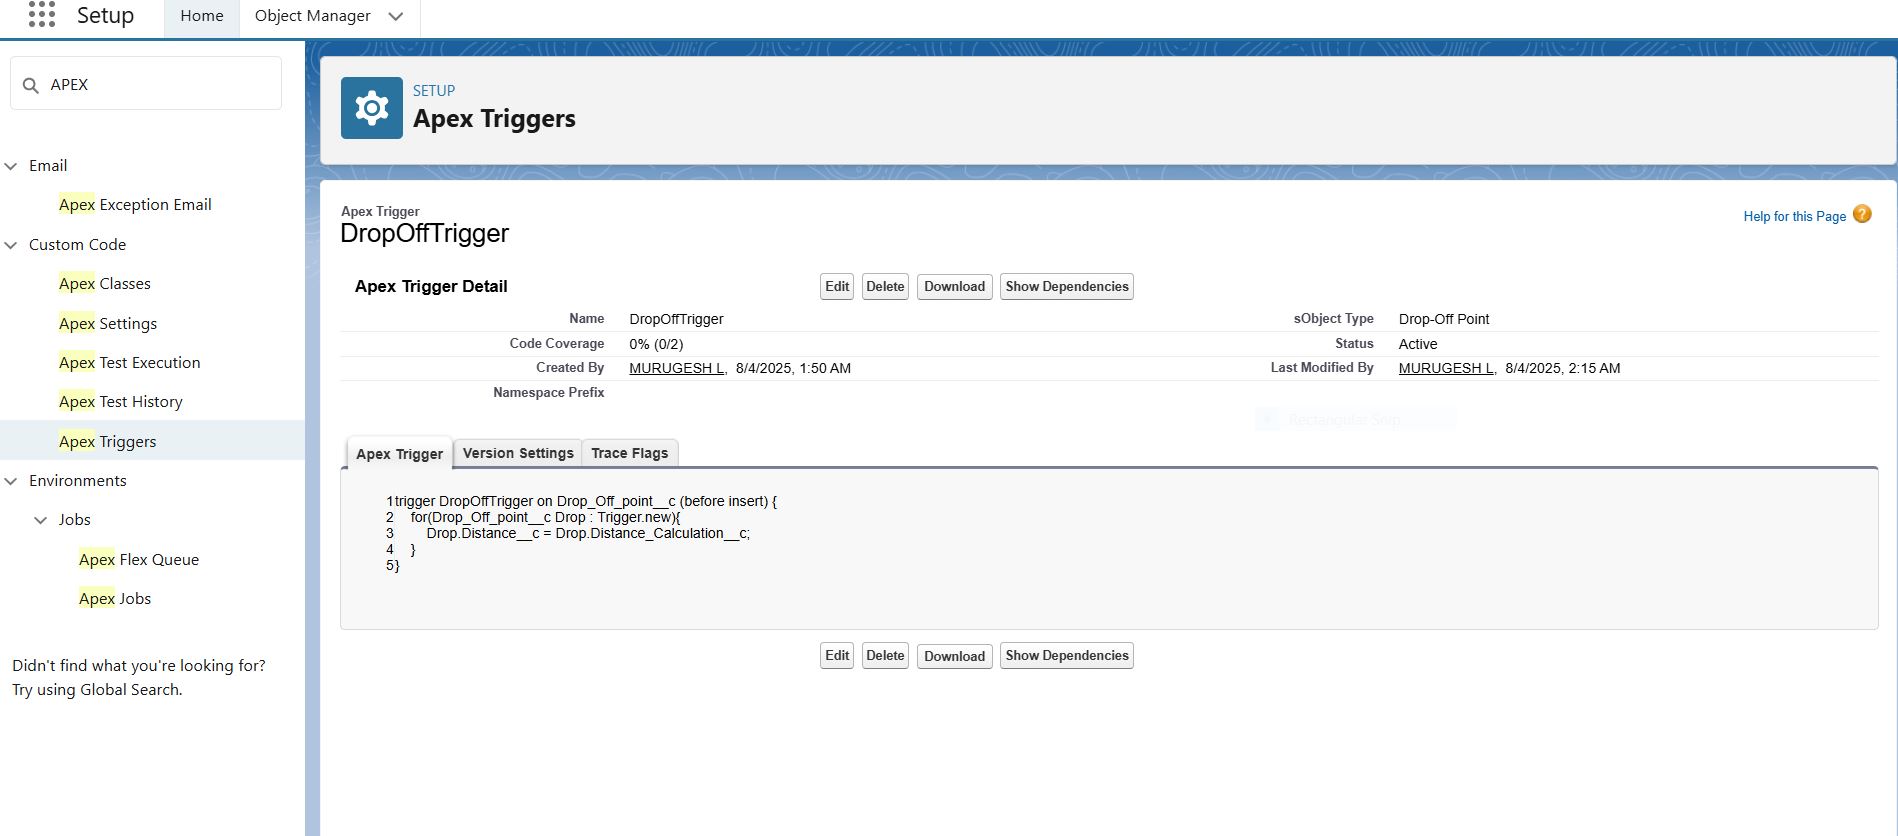 Setup
Home
Object Manager
APEX
Email
Apex Exception Email
Custom Code
Apex Classes
Apex Settings
Apex Test Execution
Apex Test History
Apex Triggers
Environments
Jobs
Apex Flex Queue
Apex Jobs
Didn't find what you're looking for?
Try using Global Search.
SETUP
Apex Triggers
Apex Trigger
DropOffTrigger
Help for this Page ?
Apex Trigger Detail
Edit Delete Download Show Dependencies
Name DropOffTrigger sObject Type Drop-Off Point
Code Coverage 0% (0/2) Status Active
Created By MURUGESH L, 8/4/2025, 1:50 AM Last Modified By MURUGESH L, 8/4/2025, 2:15 AM
Namespace Prefix
Rectangular Snip
Apex Trigger Version Settings Trace Flags
1trigger DropOffTrigger on Drop_Off_point__c (before insert) {
2 for(Drop_Off_point__c Drop : Trigger.new){
3 Drop.Distance__c = Drop.Distance_Calculation__c;
4 }
5}
Edit Delete Download Show Dependencies